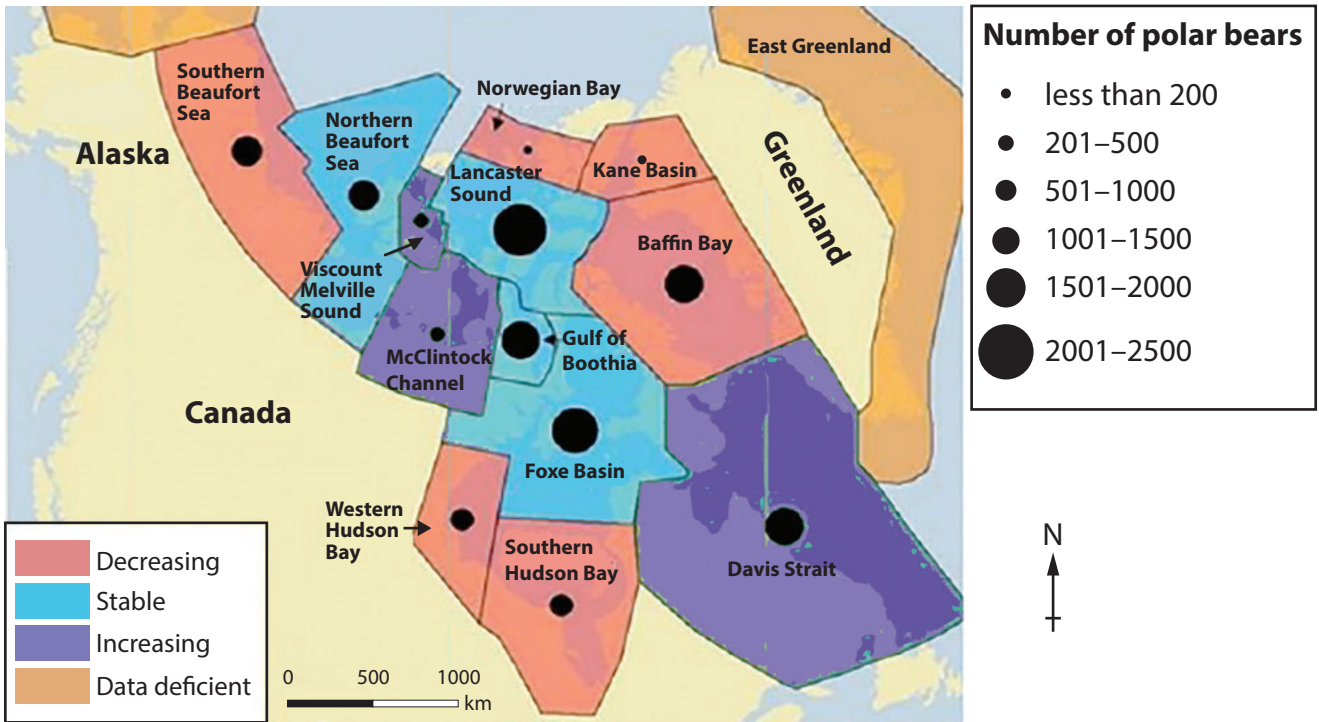 Southern
Beaufort
Sea
Alaska
Northern
Beaufort
Sea
Norwegian Bay
East Greenland
Greenland
Lancaster
Sound
Kane Basin
Baffin Bay
Viscount
Melville
Sound
McClintock
Channel
Gulf of
Boothia
Canada
Foxe Basin
Western
Hudson
Bay
Southern
Hudson Bay
Davis Strait
Decreasing
Stable
Increasing
Data deficient
0 500 1000
km
Number of polar bears
less than 200
201–500
501–1000
1001–1500
1501–2000
2001–2500
N